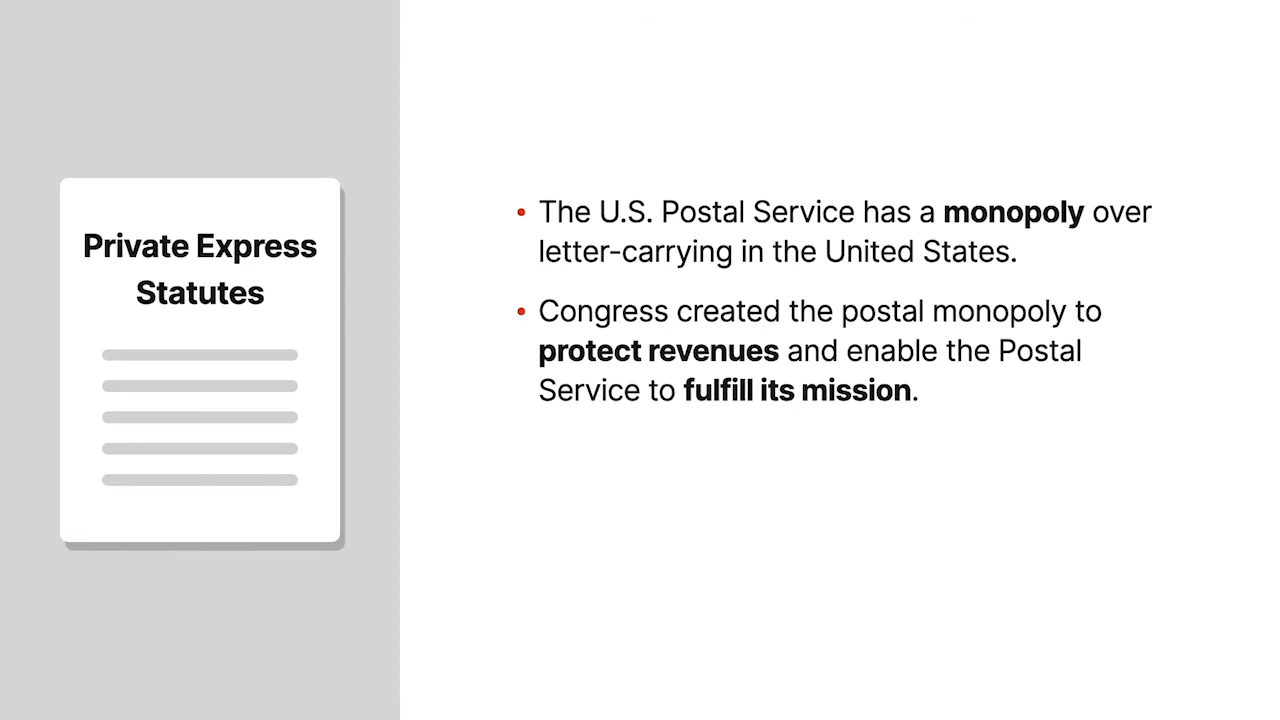 Private Express
Statutes
• The U.S. Postal Service has a monopoly over
letter-carrying in the United States.
• Congress created the postal monopoly to
protect revenues and enable the Postal
Service to fulfill its mission.